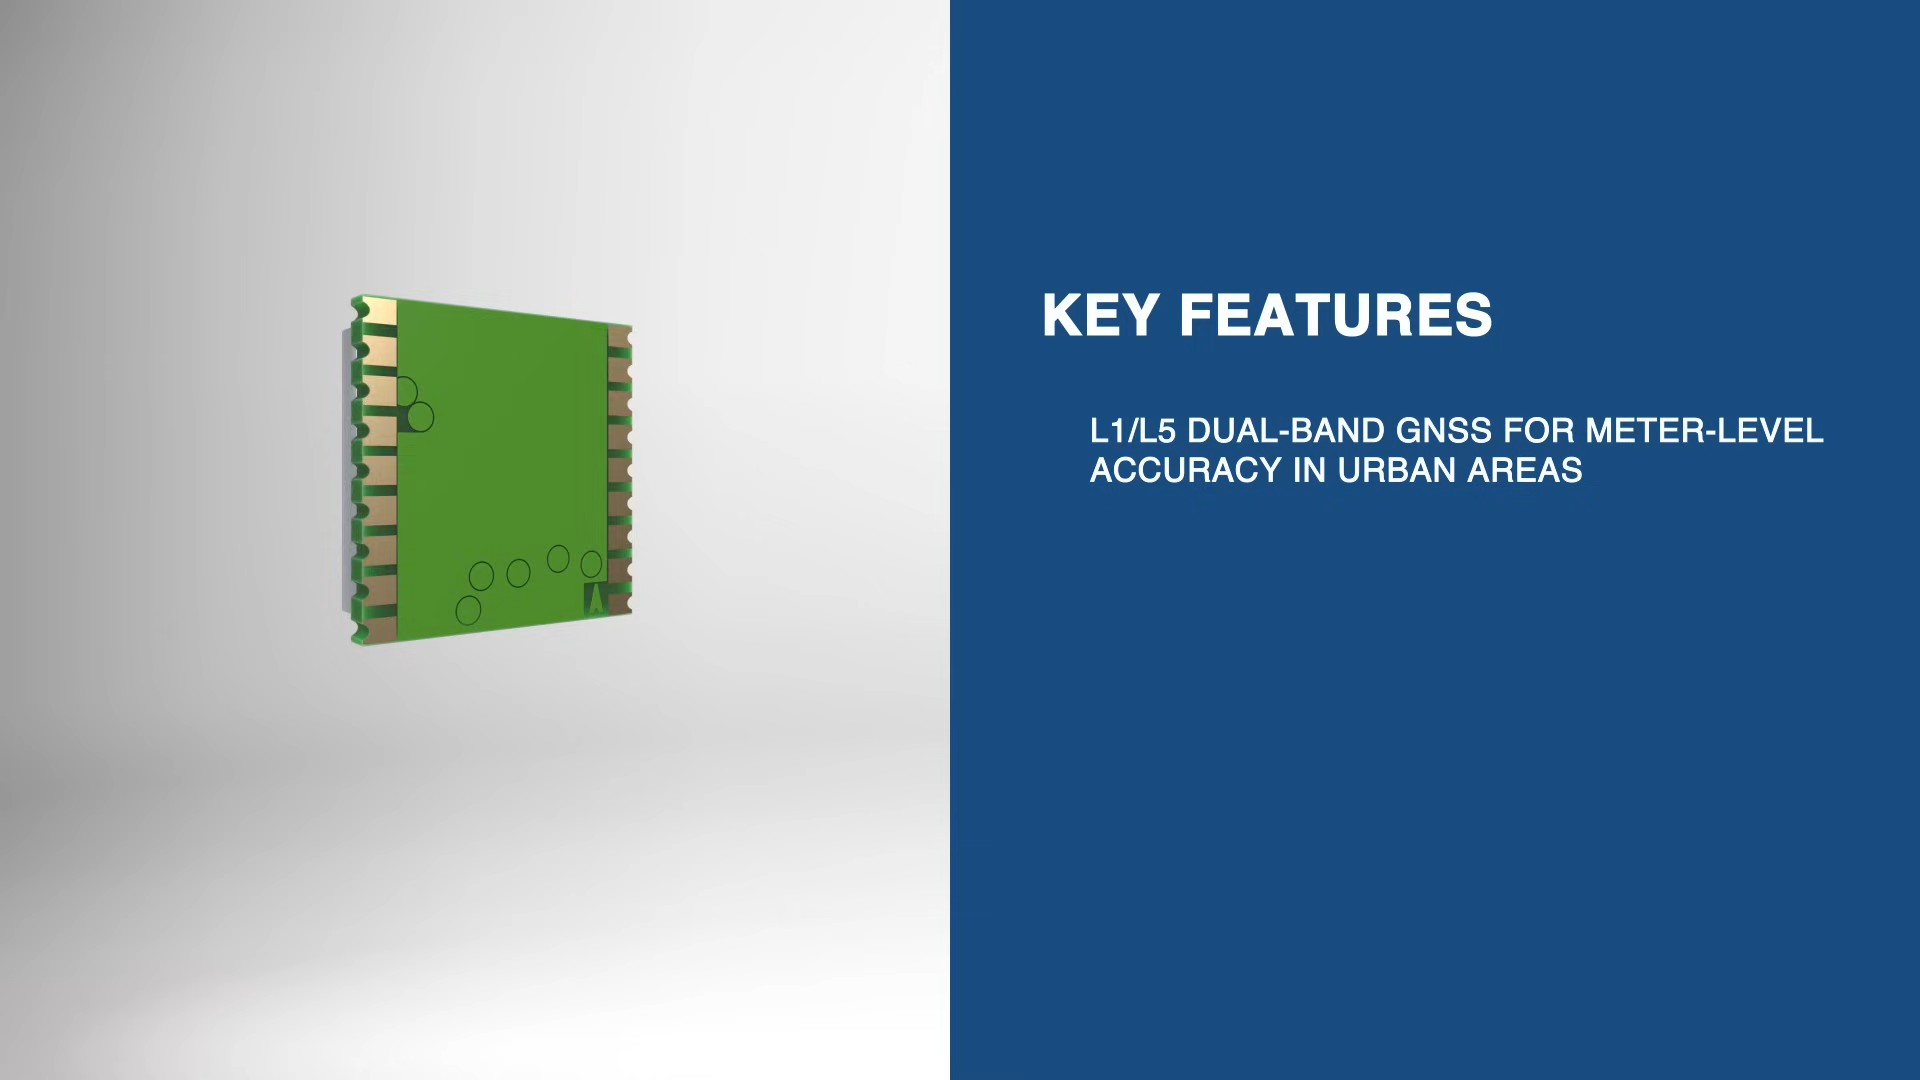 KEY FEATURES
L1/L5 DUAL-BAND GNSS FOR METER-LEVEL
ACCURACY IN URBAN AREAS
A